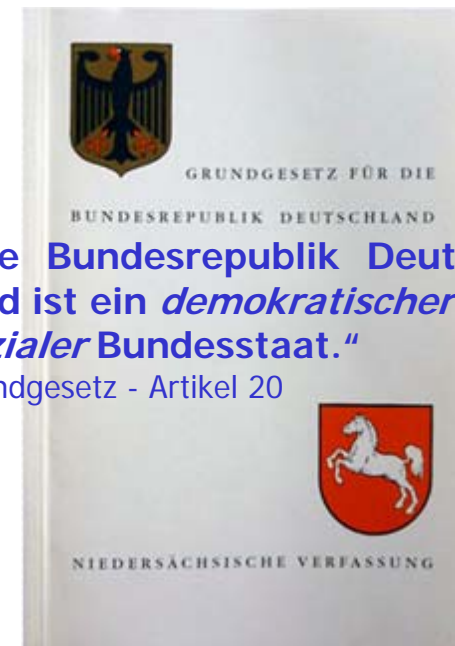 GRUNDGESETZ FÜR DIE
BUNDESREPUBLIK DEUTSCHLAND
e Bundesrepublik Deut
d ist ein demokratischer
zialer Bundesstaat.“
ndgesetz - Artikel 20
NIEDERSÄCHSISCHE VERFASSUNG